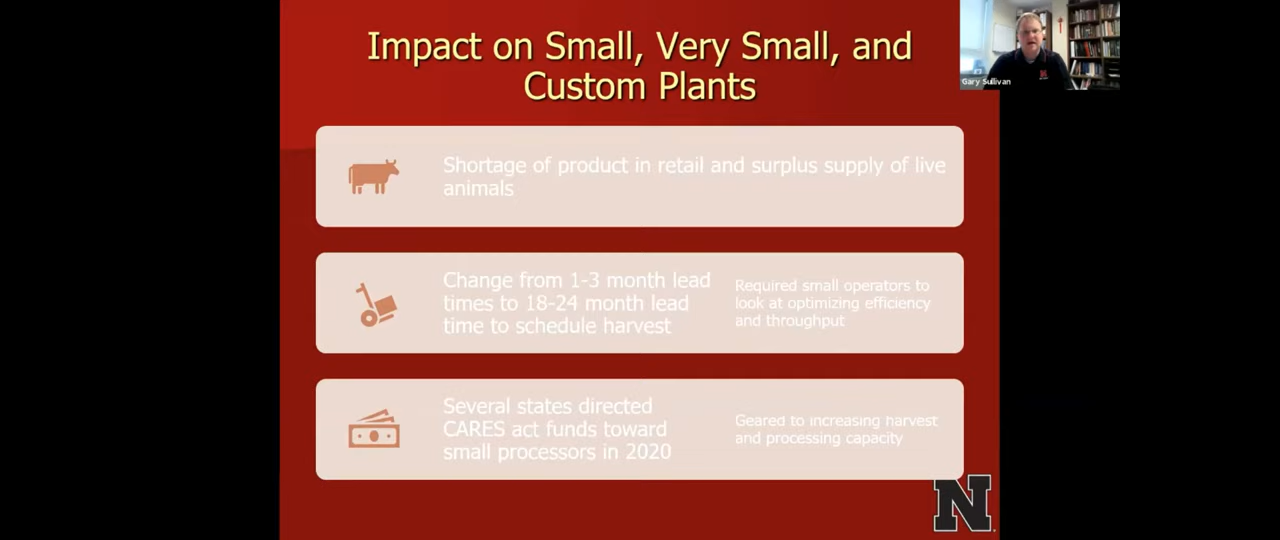 Impact on Small, Very Small, and
Custom Plants
Gary Sullivan
Shortage of product in retail and surplus supply of live
animals
Change from 1-3 month lead
times to 18-24 month lead
time to schedule harvest
Required small operators to
look at optimizing efficiency
and throughput
Several states directed
CARES act funds toward
small processors in 2020
Geared to increasing harvest
and processing capacity
N